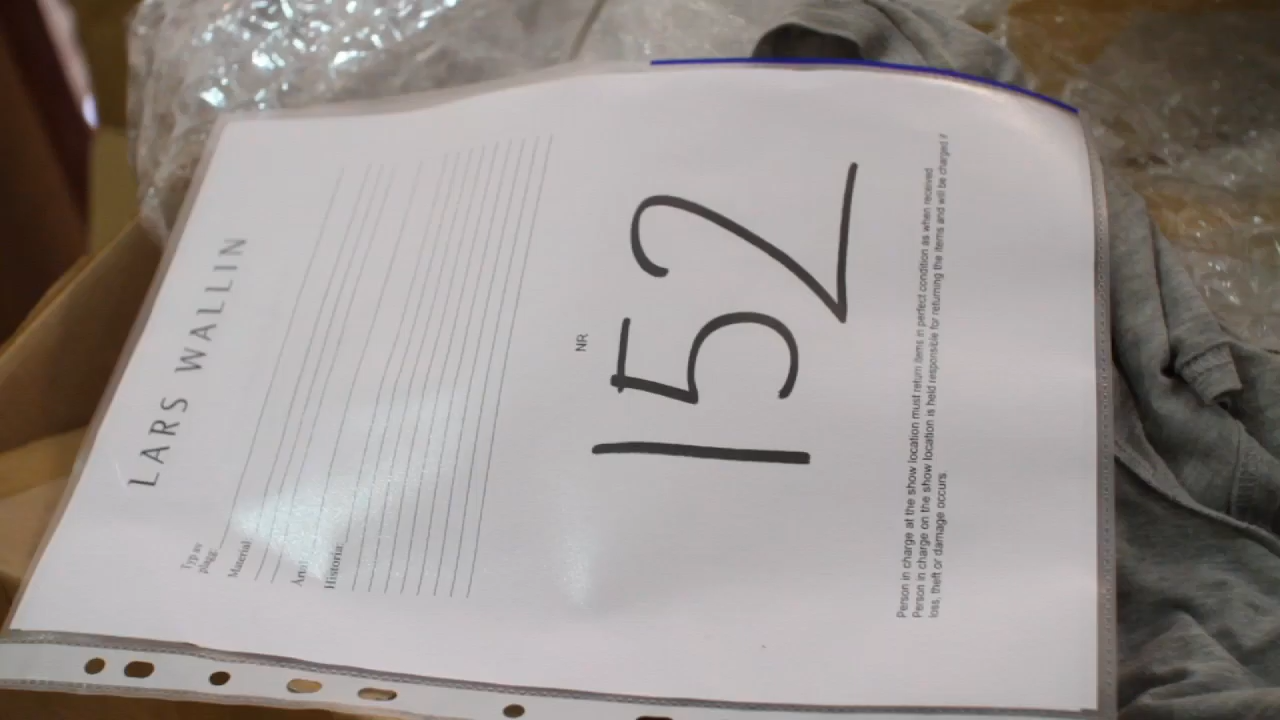 LARS WALLIN
Typ av
plagg:
Material
Historia:
NR
152
Person in charge at the show location must return items in perfect condition as when received
Person in charge on the show location is held responsible for returning the items and will be charged if
loss, theft or damage occurs.